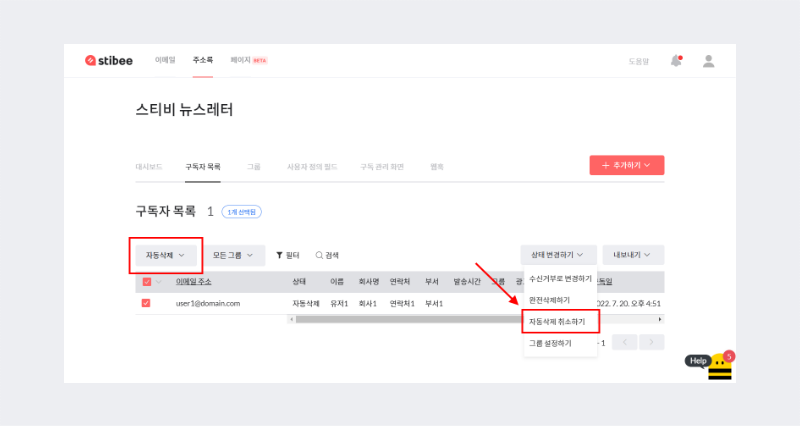 stibee 이메일 주소록 페이지 BETA 도움말
스티비 뉴스레터
대시보드 구독자 목록 그룹 사용자 정의 필드 구독 관리 화면 웹훅 + 추가하기
구독자 목록 1 1개 선택됨
자동삭제 모든 그룹 필터 검색 상태 변경하기 내보내기
이메일 주소 상태 이름 회사명 연락처 부서 발송시간 그룹 광 독일
수신거부로 변경하기
user1@domain.com 자동삭제 유저1 회사1 연락처1 부서1 022. 7. 20. 오후 4:51
완전삭제하기
자동삭제 취소하기
그룹 설정하기 - 1
Help 5